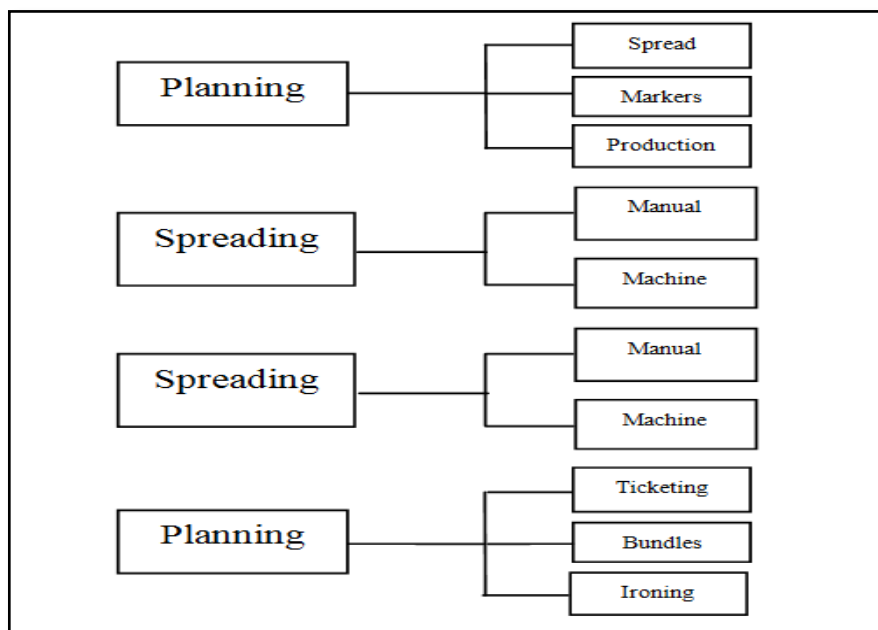 Planning
Spread
Markers
Production
Spreading
Manual
Machine
Spreading
Manual
Machine
Planning
Ticketing
Bundles
Ironing